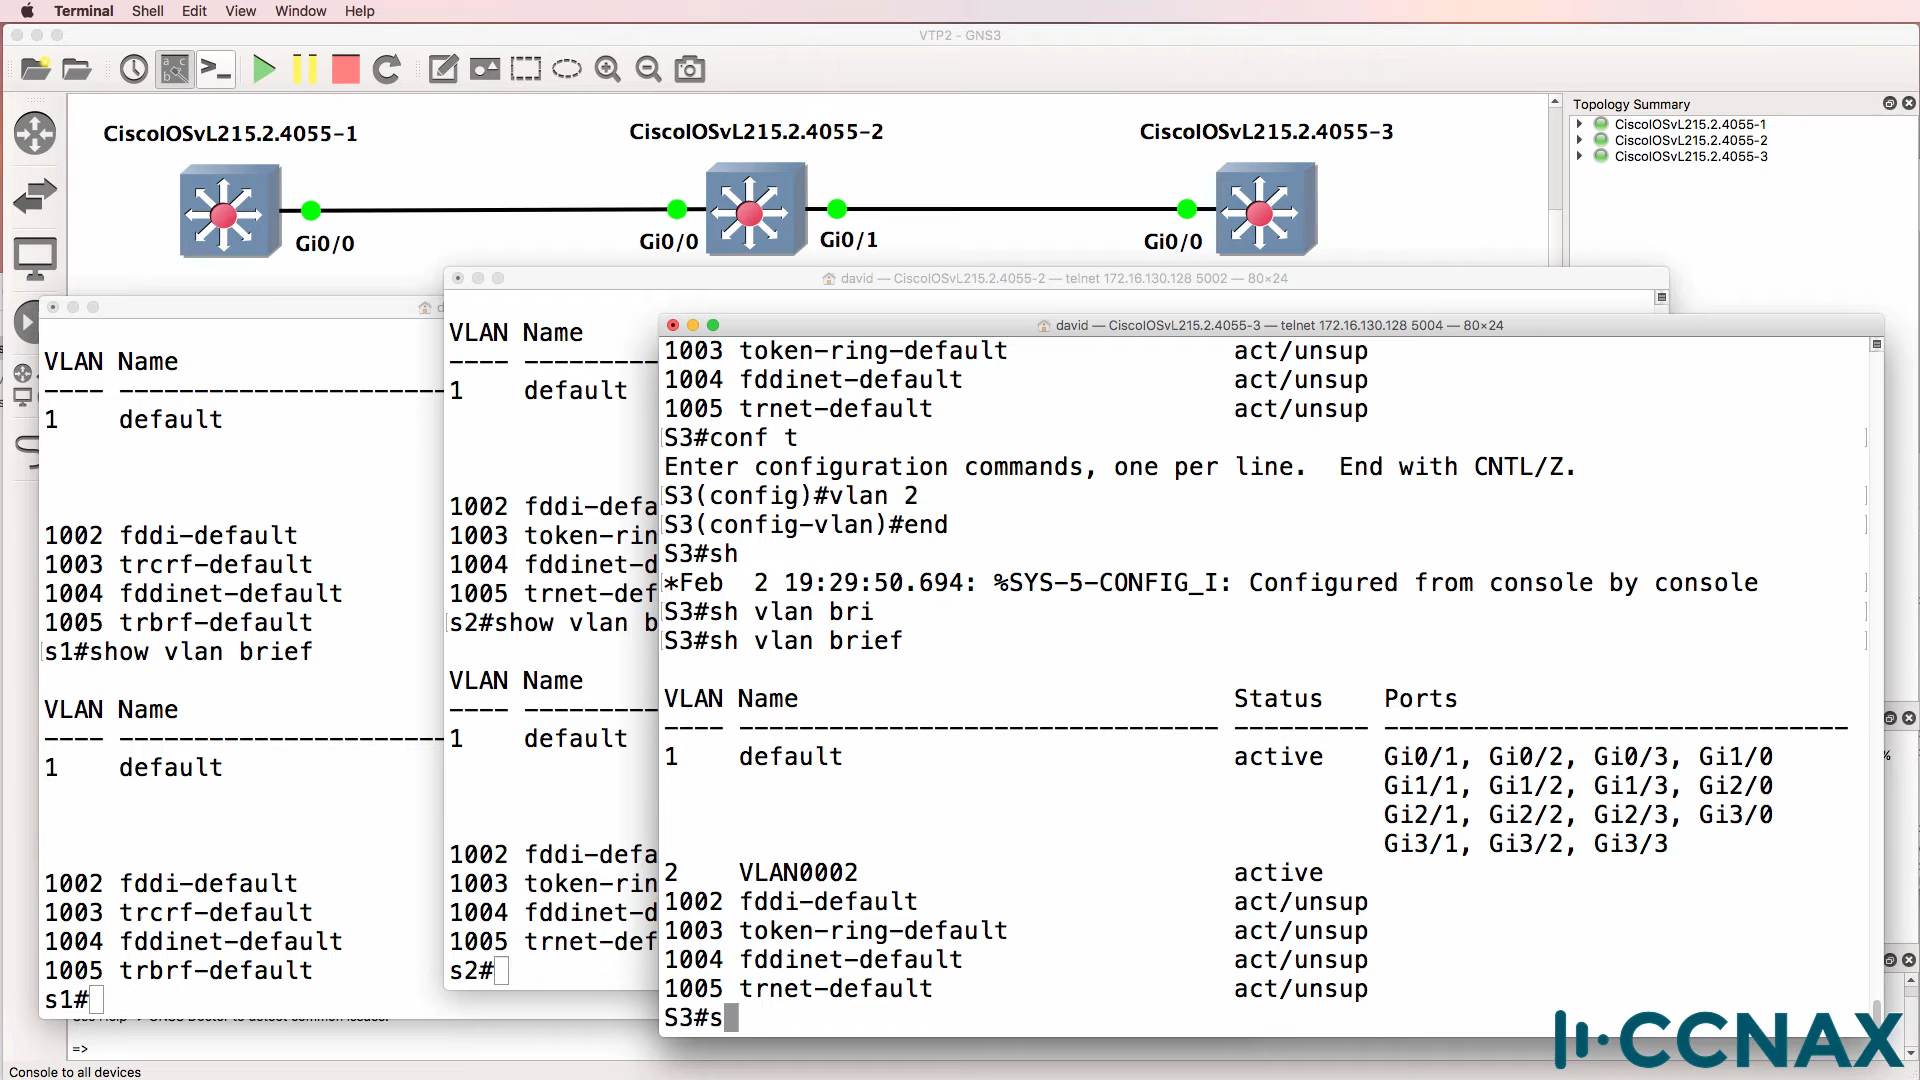 Terminal Shell Edit View Window Help
VTP2 - GNS3
CiscoIOSvL215.2.4055-1
CiscoIOSvL215.2.4055-2
CiscoIOSvL215.2.4055-3
Gi0/0
Gi0/0
Gi0/1
Gi0/0
Topology Summary
CiscoIOSvL215.2.4055-1
CiscoIOSvL215.2.4055-2
CiscoIOSvL215.2.4055-3
VLAN Name
---- -----------------------
1 default
1002 fddi-default
1003 trcrf-default
1004 fddinet-default
1005 trbrf-default
s1#show vlan brief
VLAN Name
---- -----------------------
1 default
1002 fddi-default
1003 trcrf-default
1004 fddinet-default
1005 trbrf-default
s1#
david — CiscoIOSvL215.2.4055-2 — telnet 172.16.130.128 5002 — 80×24
VLAN Name
---- ---------
1 default
1002 fddi-defa
1003 token-rin
1004 fddinet-d
1005 trnet-def
s2#show vlan b
VLAN Name
---- ---------
1 default
1002 fddi-defa
1003 token-rin
1004 fddinet-d
1005 trnet-def
s2#
david — CiscoIOSvL215.2.4055-3 — telnet 172.16.130.128 5004 — 80×24
1003 token-ring-default act/unsup
1004 fddinet-default act/unsup
1005 trnet-default act/unsup
S3#conf t
Enter configuration commands, one per line. End with CNTL/Z.
S3(config)#vlan 2
S3(config-vlan)#end
S3#sh
*Feb 2 19:29:50.694: %SYS-5-CONFIG_I: Configured from console by console
S3#sh vlan bri
S3#sh vlan brief
VLAN Name Status Ports
---- -------------------------------- --------- -------------------------------
1 default active Gi0/1, Gi0/2, Gi0/3, Gi1/0
Gi1/1, Gi1/2, Gi1/3, Gi2/0
Gi2/1, Gi2/2, Gi2/3, Gi3/0
Gi3/1, Gi3/2, Gi3/3
2 VLAN0002 active
1002 fddi-default act/unsup
1003 token-ring-default act/unsup
1004 fddinet-default act/unsup
1005 trnet-default act/unsup
S3#s
=>
Console to all devices
CCNAX